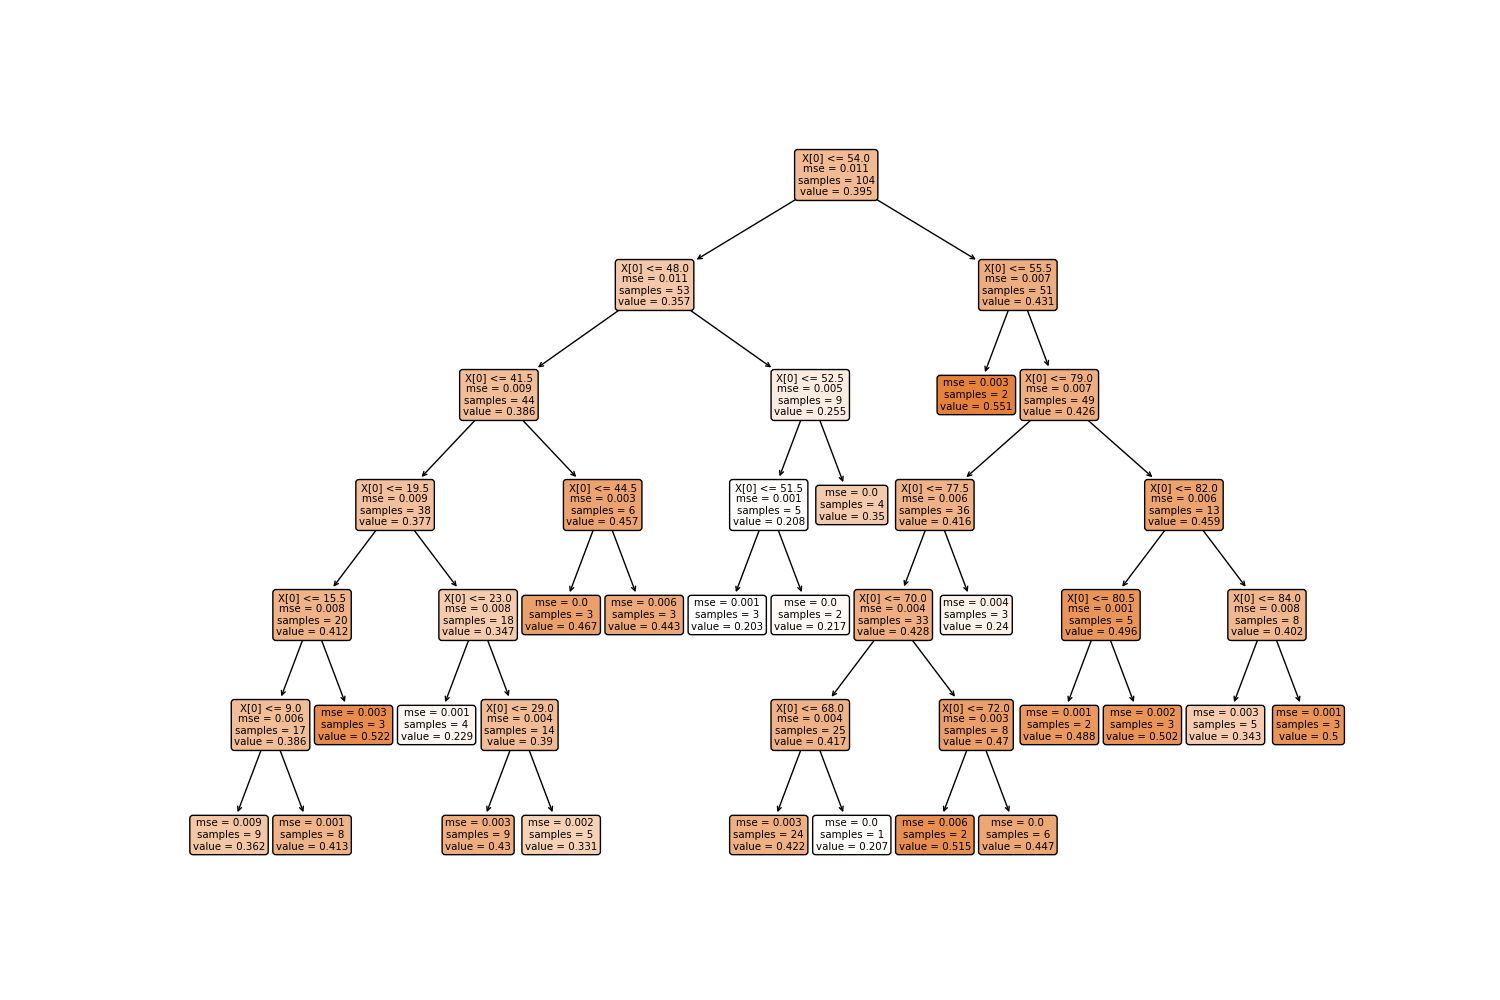 X[0] <= 54.0
mse = 0.011
samples = 104
value = 0.395
X[0] <= 48.0
mse = 0.011
samples = 53
value = 0.357
X[0] <= 55.5
mse = 0.007
samples = 51
value = 0.431
X[0] <= 41.5
mse = 0.009
samples = 44
value = 0.386
X[0] <= 52.5
mse = 0.005
samples = 9
value = 0.255
mse = 0.003
samples = 2
value = 0.551
X[0] <= 79.0
mse = 0.007
samples = 49
value = 0.426
X[0] <= 19.5
mse = 0.009
samples = 38
value = 0.377
X[0] <= 44.5
mse = 0.003
samples = 6
value = 0.457
X[0] <= 51.5
mse = 0.001
samples = 5
value = 0.208
mse = 0.0
samples = 4
value = 0.35
X[0] <= 77.5
mse = 0.006
samples = 36
value = 0.416
X[0] <= 82.0
mse = 0.006
samples = 13
value = 0.459
X[0] <= 15.5
mse = 0.008
samples = 20
value = 0.412
X[0] <= 23.0
mse = 0.008
samples = 18
value = 0.347
mse = 0.0
samples = 3
value = 0.467
mse = 0.006
samples = 3
value = 0.443
mse = 0.001
samples = 3
value = 0.203
mse = 0.0
samples = 2
value = 0.217
X[0] <= 70.0
mse = 0.004
samples = 33
value = 0.428
mse = 0.004
samples = 3
value = 0.24
X[0] <= 80.5
mse = 0.001
samples = 5
value = 0.496
X[0] <= 84.0
mse = 0.008
samples = 8
value = 0.402
X[0] <= 9.0
mse = 0.006
samples = 17
value = 0.386
mse = 0.003
samples = 3
value = 0.522
mse = 0.001
samples = 4
value = 0.229
X[0] <= 29.0
mse = 0.004
samples = 14
value = 0.39
X[0] <= 68.0
mse = 0.004
samples = 25
value = 0.417
X[0] <= 72.0
mse = 0.003
samples = 8
value = 0.47
mse = 0.001
samples = 2
value = 0.488
mse = 0.002
samples = 3
value = 0.502
mse = 0.003
samples = 5
value = 0.343
mse = 0.001
samples = 3
value = 0.5
mse = 0.009
samples = 9
value = 0.362
mse = 0.001
samples = 8
value = 0.413
mse = 0.003
samples = 9
value = 0.43
mse = 0.002
samples = 5
value = 0.331
mse = 0.003
samples = 24
value = 0.422
mse = 0.0
samples = 1
value = 0.207
mse = 0.006
samples = 2
value = 0.515
mse = 0.0
samples = 6
value = 0.447